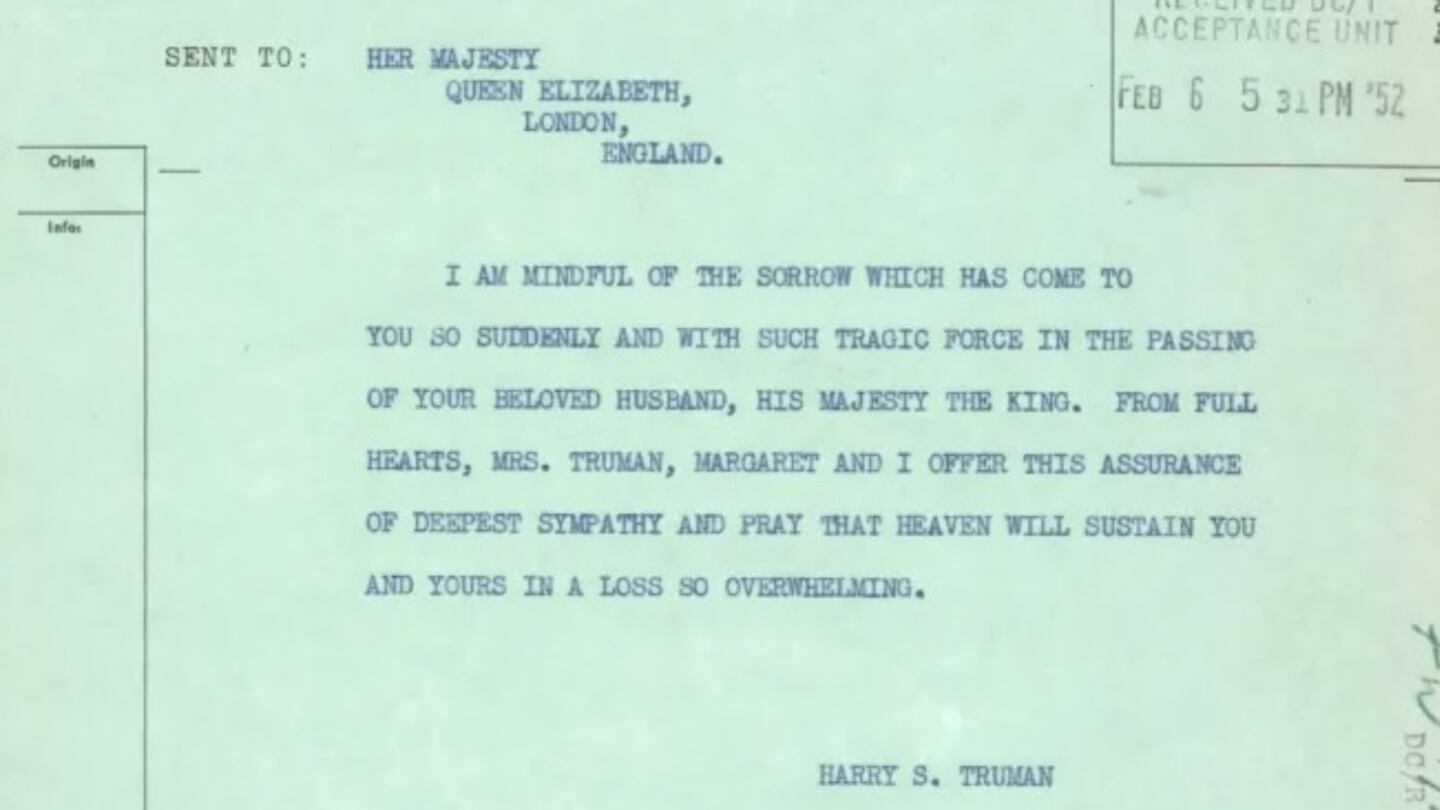 RECEIVED DC/T
ACCEPTANCE UNIT
FEB 6 5 31 PM '52
SENT TO: HER MAJESTY
QUEEN ELIZABETH,
LONDON,
ENGLAND.
Origin
Info:
I AM MINDFUL OF THE SORROW WHICH HAS COME TO
YOU SO SUDDENLY AND WITH SUCH TRAGIC FORCE IN THE PASSING
OF YOUR BELOVED HUSBAND, HIS MAJESTY THE KING. FROM FULL
HEARTS, MRS. TRUMAN, MARGARET AND I OFFER THIS ASSURANCE
OF DEEPEST SYMPATHY AND PRAY THAT HEAVEN WILL SUSTAIN YOU
AND YOURS IN A LOSS SO OVERWHELMING.
HARRY S. TRUMAN
DC/R